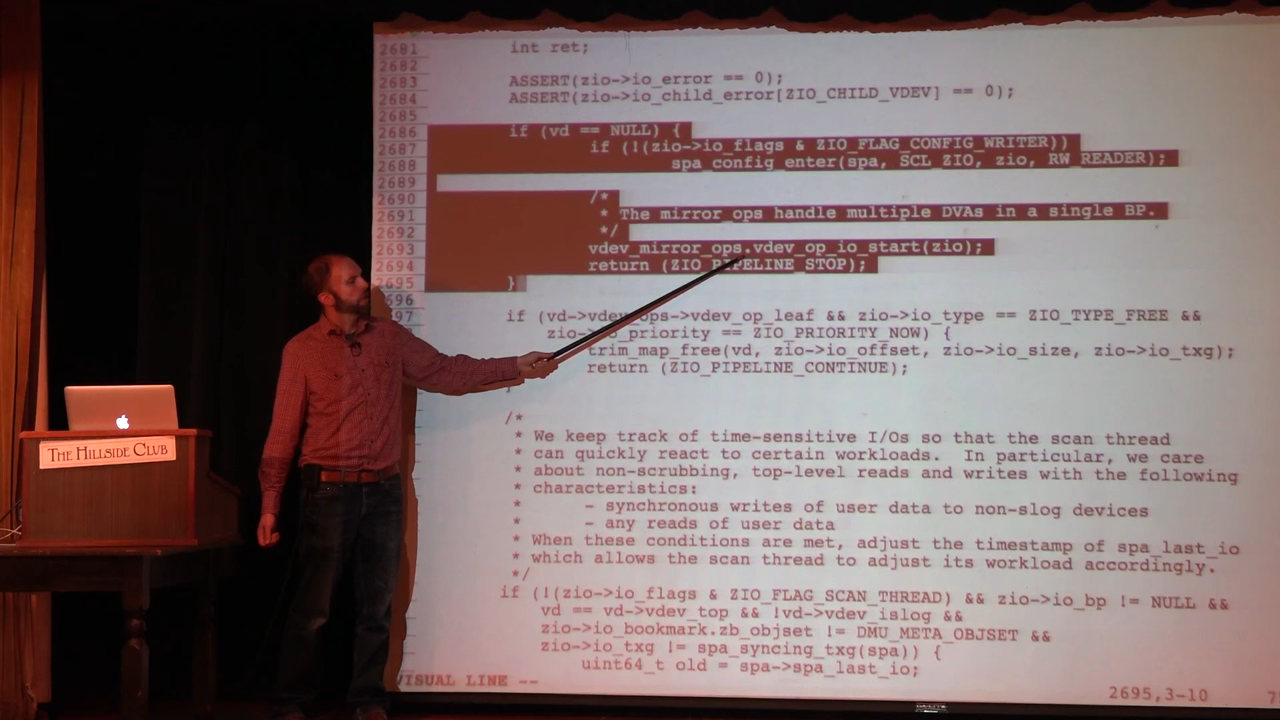 2681 int ret;
2682
2683 ASSERT(zio->io_error == 0);
2684 ASSERT(zio->io_child_error[ZIO_CHILD_VDEV] == 0);
2685
2686 if (vd == NULL) {
2687 if (!(zio->io_flags & ZIO_FLAG_CONFIG_WRITER))
2688 spa_config_enter(spa, SCL_ZIO, zio, RW_READER);
2689
2690 /*
2691 * The mirror_ops handle multiple DVAs in a single BP.
2692 */
2693 vdev_mirror_ops.vdev_op_io_start(zio);
2694 return (ZIO_PIPELINE_STOP);
2695 }
696
97 if (vd->vdev_ops->vdev_op_leaf && zio->io_type == ZIO_TYPE_FREE &&
zio->io_priority == ZIO_PRIORITY_NOW) {
trim_map_free(vd, zio->io_offset, zio->io_size, zio->io_txg);
return (ZIO_PIPELINE_CONTINUE);
}
/*
* We keep track of time-sensitive I/Os so that the scan thread
* can quickly react to certain workloads. In particular, we care
* about non-scrubbing, top-level reads and writes with the following
* characteristics:
* - synchronous writes of user data to non-slog devices
* - any reads of user data
* When these conditions are met, adjust the timestamp of spa_last_io
* which allows the scan thread to adjust its workload accordingly.
*/
if (!(zio->io_flags & ZIO_FLAG_SCAN_THREAD) && zio->io_bp != NULL &&
vd == vd->vdev_top && !vd->vdev_islog &&
zio->io_bookmark.zb_objset != DMU_META_OBJSET &&
zio->io_txg != spa_syncing_txg(spa)) {
uint64_t old = spa->spa_last_io;
VISUAL LINE -- 2695,3-10 7
THE HILLSIDE CLUB